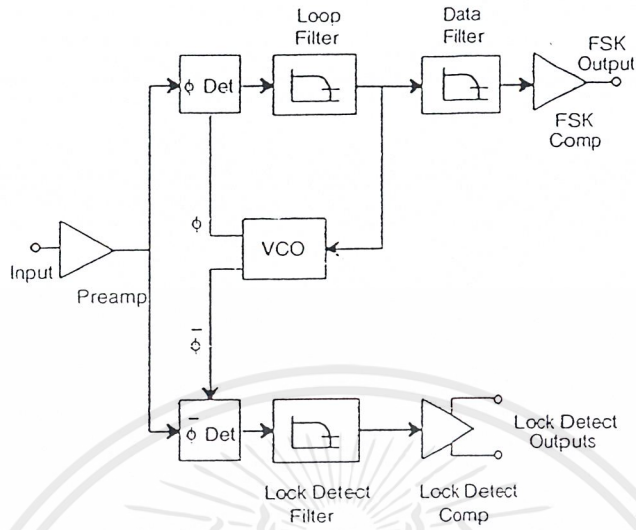 Loop
Filter
Data
Filter
FSK
Output
ϕ Det
FSK
Comp
ϕ
VCO
Input
Preamp
ϕ̅
ϕ̅ Det
Lock Detect
Outputs
Lock Detect
Filter
Lock Detect
Comp